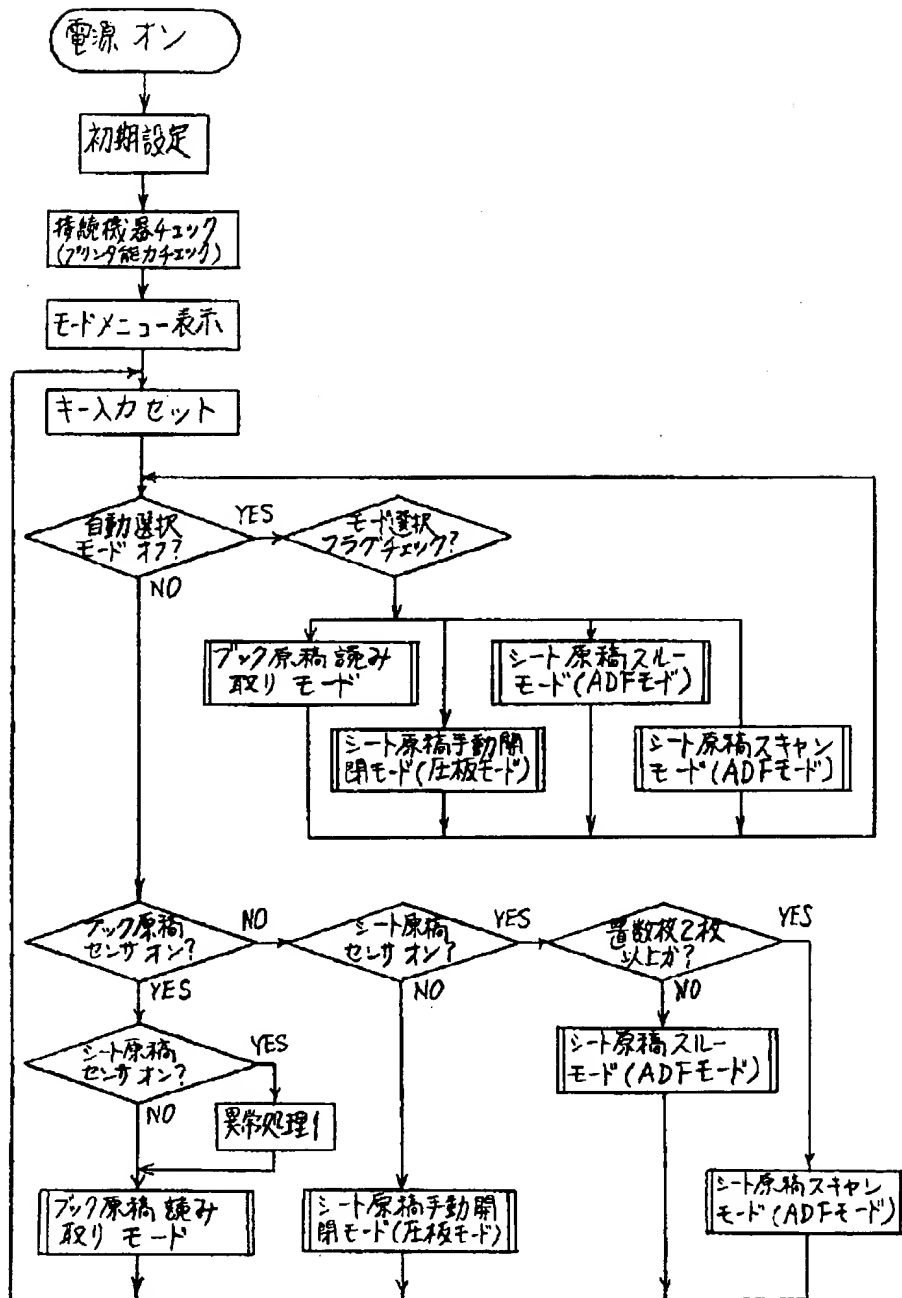 電源 オン
初期設定
接続機器チェック
(プリンタ能力チェック)
モードメニュー表示
キー入力セット
自動選択
モードオフ?
YES
NO
モード選択
フラグチェック?
ブック原稿読み
取りモード
シート原稿スルー
モード(ADFモード)
シート原稿手動開
閉モード(圧板モード)
シート原稿スキャン
モード(ADFモード)
ブック原稿
センサオン?
NO
YES
シート原稿
センサオン?
YES
NO
置数枚2枚
以上か?
YES
NO
シート原稿
センサオン?
YES
NO
異常処理1
シート原稿スルー
モード(ADFモード)
ブック原稿読み
取りモード
シート原稿手動開
閉モード(圧板モード)
シート原稿スキャン
モード(ADFモード)